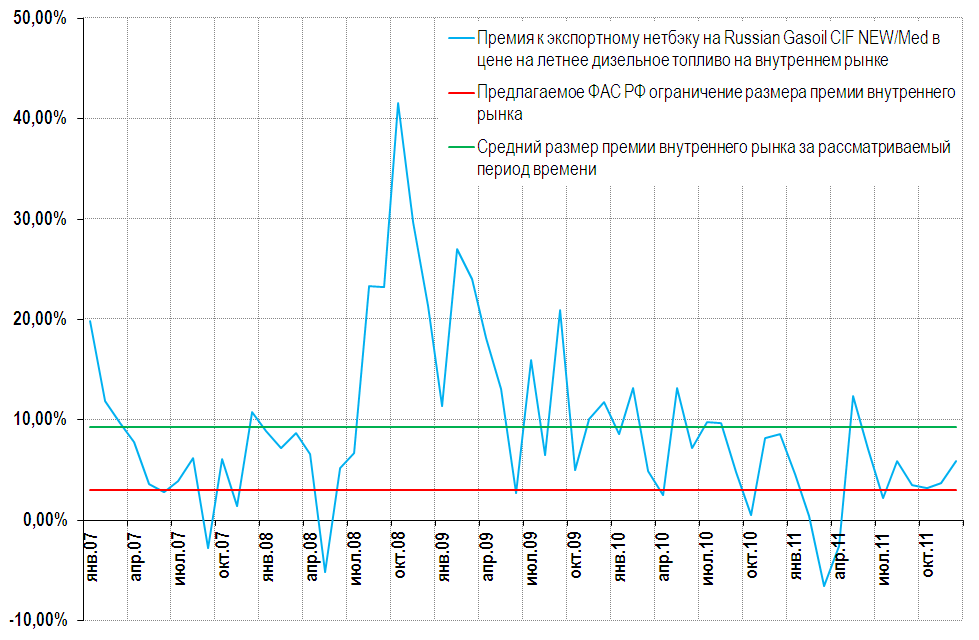 50,00%
40,00%
30,00%
20,00%
10,00%
0,00%
-10,00%
Премия к экспортному нетбэку на Russian Gasoil CIF NEW/Med в
цене на летнее дизельное топливо на внутреннем рынке
Предлагаемое ФАС РФ ограничение размера премии внутреннего
рынка
Средний размер премии внутреннего рынка за рассматриваемый
период времени
янв.07
апр.07
июл.07
окт.07
янв.08
апр.08
июл.08
окт.08
янв.09
апр.09
июл.09
окт.09
янв.10
апр.10
июл.10
окт.10
янв.11
апр.11
июл.11
окт.11